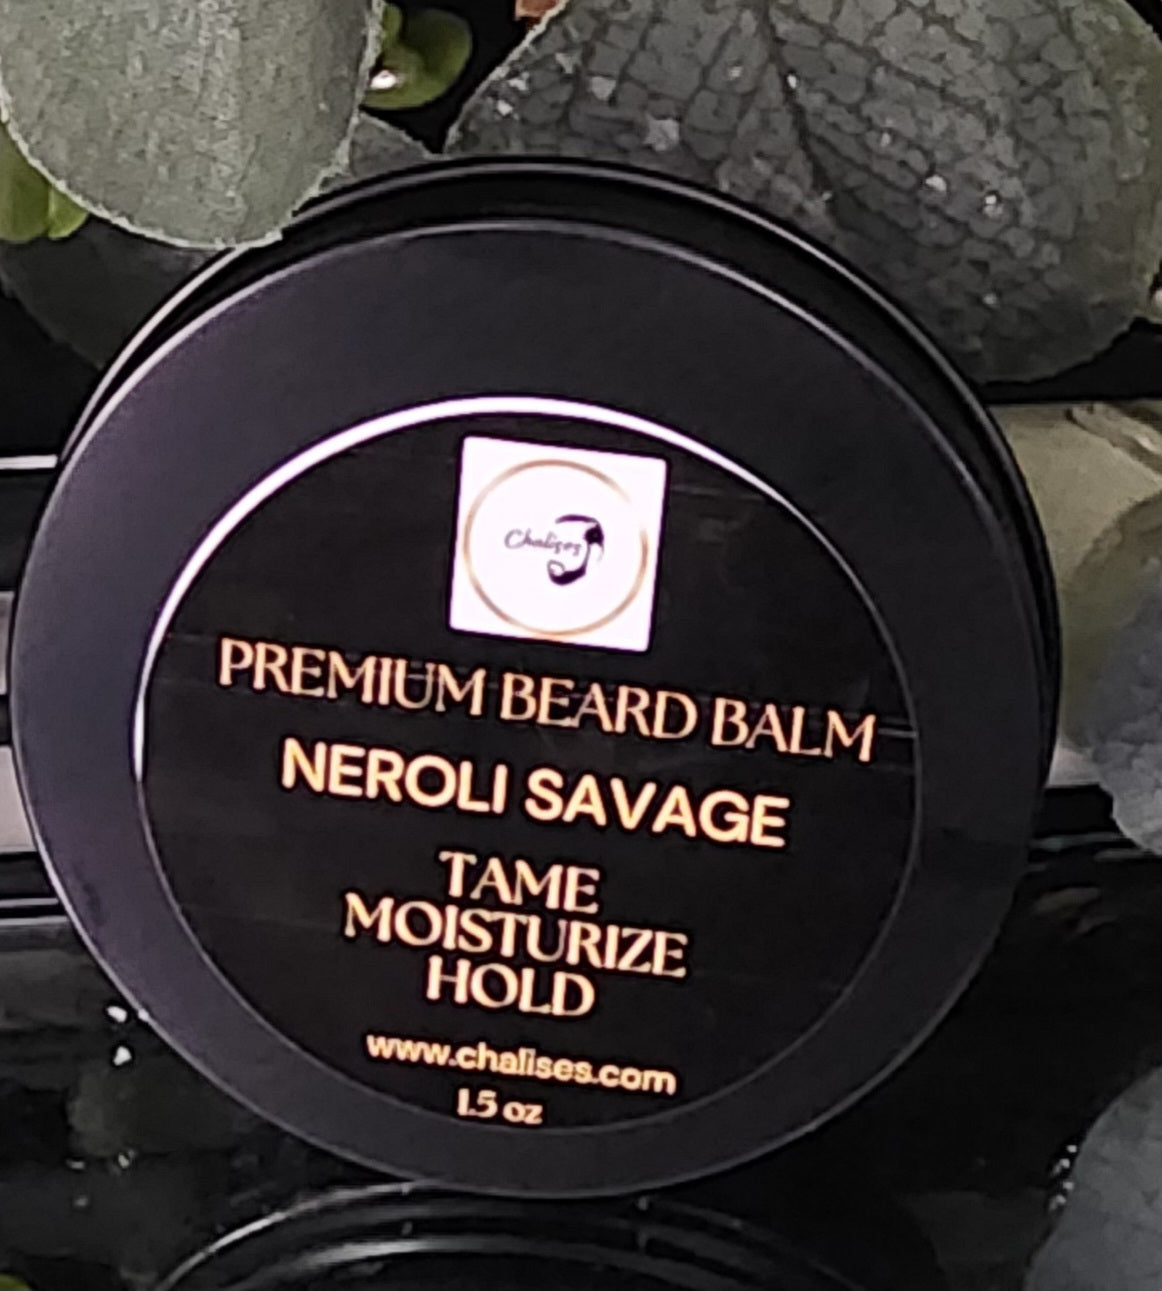 Chalises
PREMIUM BEARD BALM
NEROLI SAVAGE
TAME
MOISTURIZE
HOLD
www.chalises.com
1.5 oz